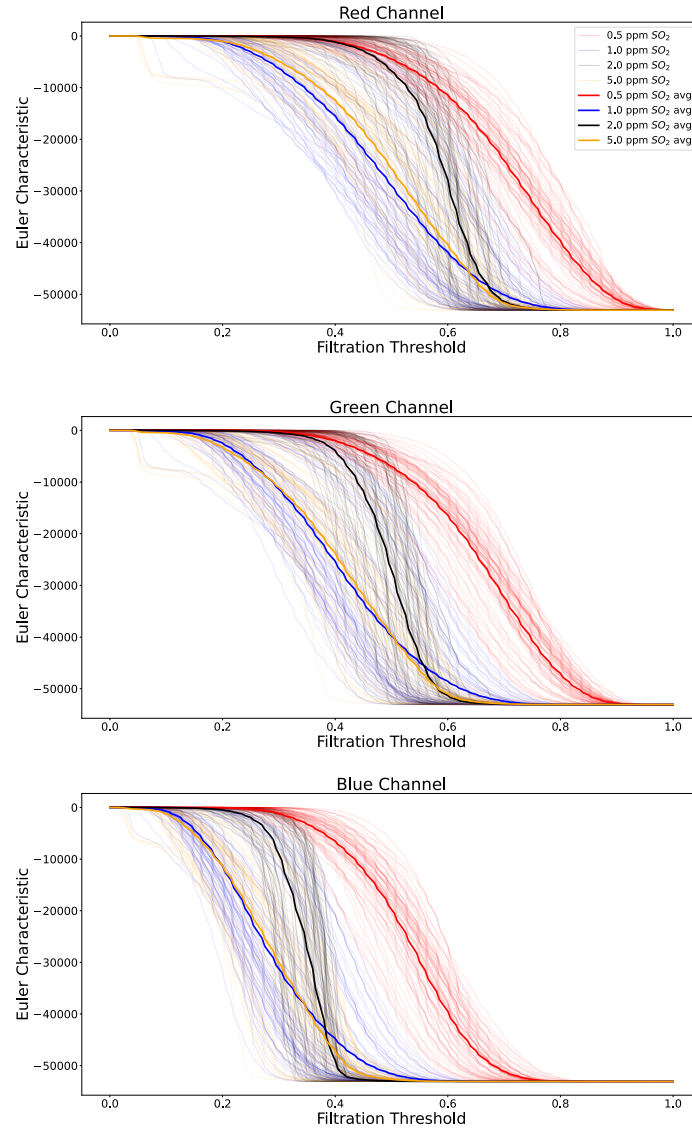 Red Channel
0
−10000
−20000
−30000
−40000
−50000
Euler Characteristic
0.5 ppm SO₂
1.0 ppm SO₂
2.0 ppm SO₂
5.0 ppm SO₂
0.5 ppm SO₂ avg
1.0 ppm SO₂ avg
2.0 ppm SO₂ avg
5.0 ppm SO₂ avg
0.0 0.2 0.4 0.6 0.8 1.0
Filtration Threshold
Green Channel
0
−10000
−20000
−30000
−40000
−50000
Euler Characteristic
0.0 0.2 0.4 0.6 0.8 1.0
Filtration Threshold
Blue Channel
0
−10000
−20000
−30000
−40000
−50000
Euler Characteristic
0.0 0.2 0.4 0.6 0.8 1.0
Filtration Threshold